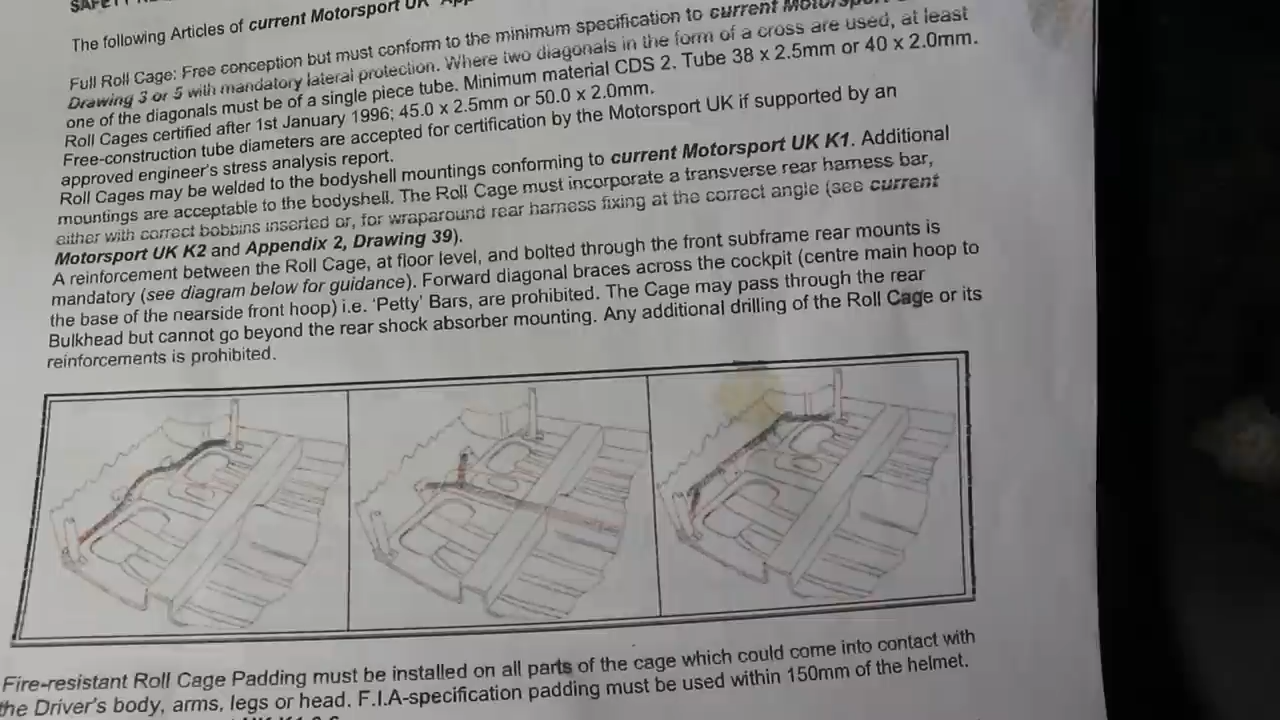 The following Articles of current Motorsport UK
Full Roll Cage: Free conception but must conform to the minimum specification to current Motorsport
Drawing 3 or 5 with mandatory lateral protection. Where two diagonals in the form of a cross are used, at least
one of the diagonals must be of a single piece tube. Minimum material CDS 2. Tube 38 x 2.5mm or 40 x 2.0mm.
Roll Cages certified after 1st January 1996; 45.0 x 2.5mm or 50.0 x 2.0mm.
Free-construction tube diameters are accepted for certification by the Motorsport UK if supported by an
approved engineer's stress analysis report.
Roll Cages may be welded to the bodyshell mountings conforming to current Motorsport UK K1. Additional
mountings are acceptable to the bodyshell. The Roll Cage must incorporate a transverse rear harness bar,
either with correct bobbins inserted or, for wraparound rear harness fixing at the correct angle (see current
Motorsport UK K2 and Appendix 2, Drawing 39).
A reinforcement between the Roll Cage, at floor level, and bolted through the front subframe rear mounts is
mandatory (see diagram below for guidance). Forward diagonal braces across the cockpit (centre main hoop to
the base of the nearside front hoop) i.e. 'Petty' Bars, are prohibited. The Cage may pass through the rear
Bulkhead but cannot go beyond the rear shock absorber mounting. Any additional drilling of the Roll Cage or its
reinforcements is prohibited.
Fire-resistant Roll Cage Padding must be installed on all parts of the cage which could come into contact with
the Driver's body, arms, legs or head. F.I.A-specification padding must be used within 150mm of the helmet.